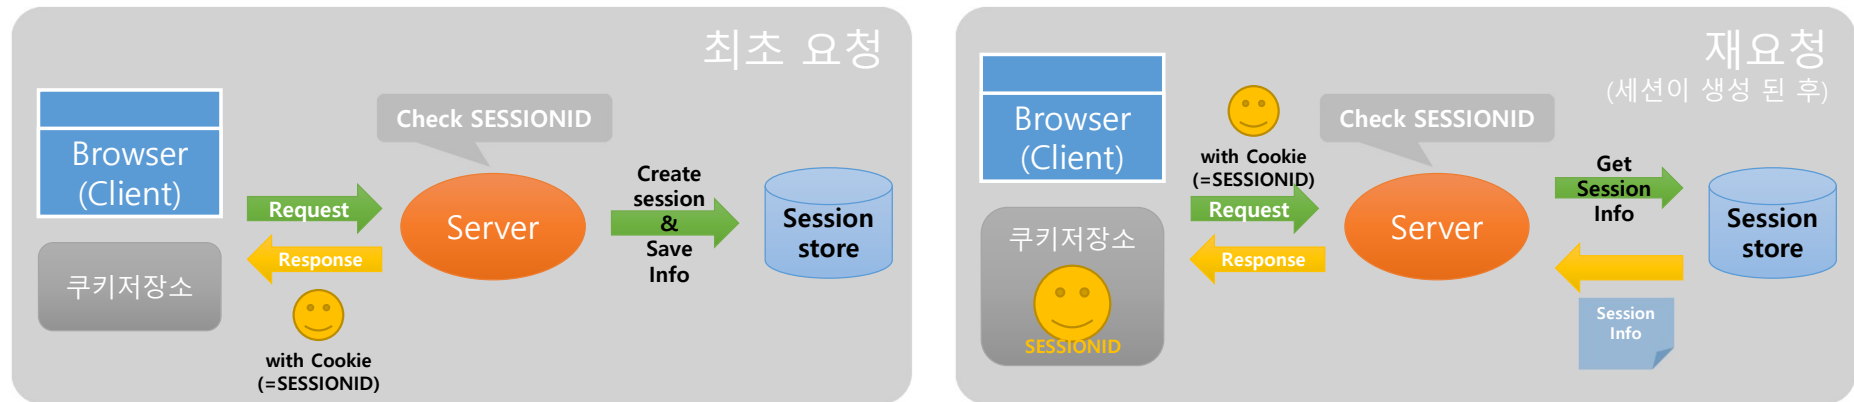 최초 요청
Check SESSIONID
Browser
(Client)
Request
Response
Server
Create
session
&
Save
Info
Session
store
쿠키저장소
with Cookie
(=SESSIONID)
재요청
(세션이 생성 된 후)
Browser
(Client)
with Cookie
(=SESSIONID)
Check SESSIONID
Request
Response
Server
Get
Session
Info
Session
store
쿠키저장소
SESSIONID
Session
Info